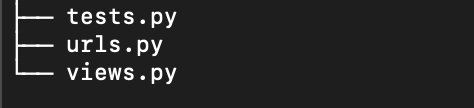 ├── tests.py
├── urls.py
└── views.py